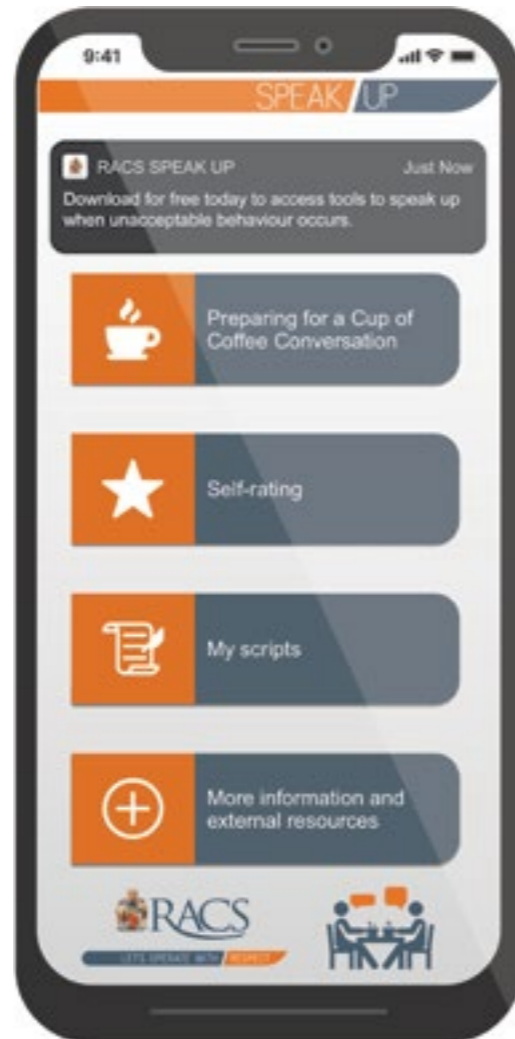 9:41
SPEAK UP
RACS SPEAK UP Just Now
Download for free today to access tools to speak up
when unacceptable behaviour occurs.
Preparing for a Cup of
Coffee Conversation
Self-rating
My scripts
More information and
external resources
RACS
LET'S OPERATE WITH RESPECT